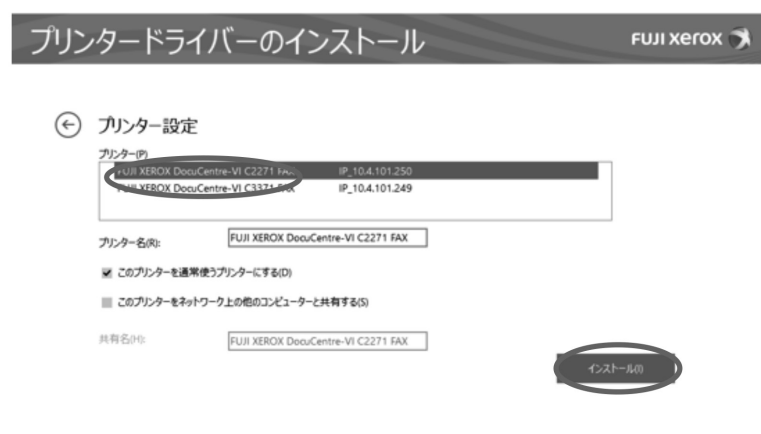 プリンタードライバーのインストール
FUJI xerox
プリンター設定
プリンター(P)
FUJI XEROX DocuCentre-VI C2271 FAX IP_10.4.101.250
FUJI XEROX DocuCentre-VI C3371 FAX IP_10.4.101.249
プリンター名(R): FUJI XEROX DocuCentre-VI C2271 FAX
このプリンターを通常使うプリンターにする(D)
このプリンターをネットワーク上の他のコンピューターと共有する(S)
共有名(H): FUJI XEROX DocuCentre-VI C2271 FAX
インストール(I)